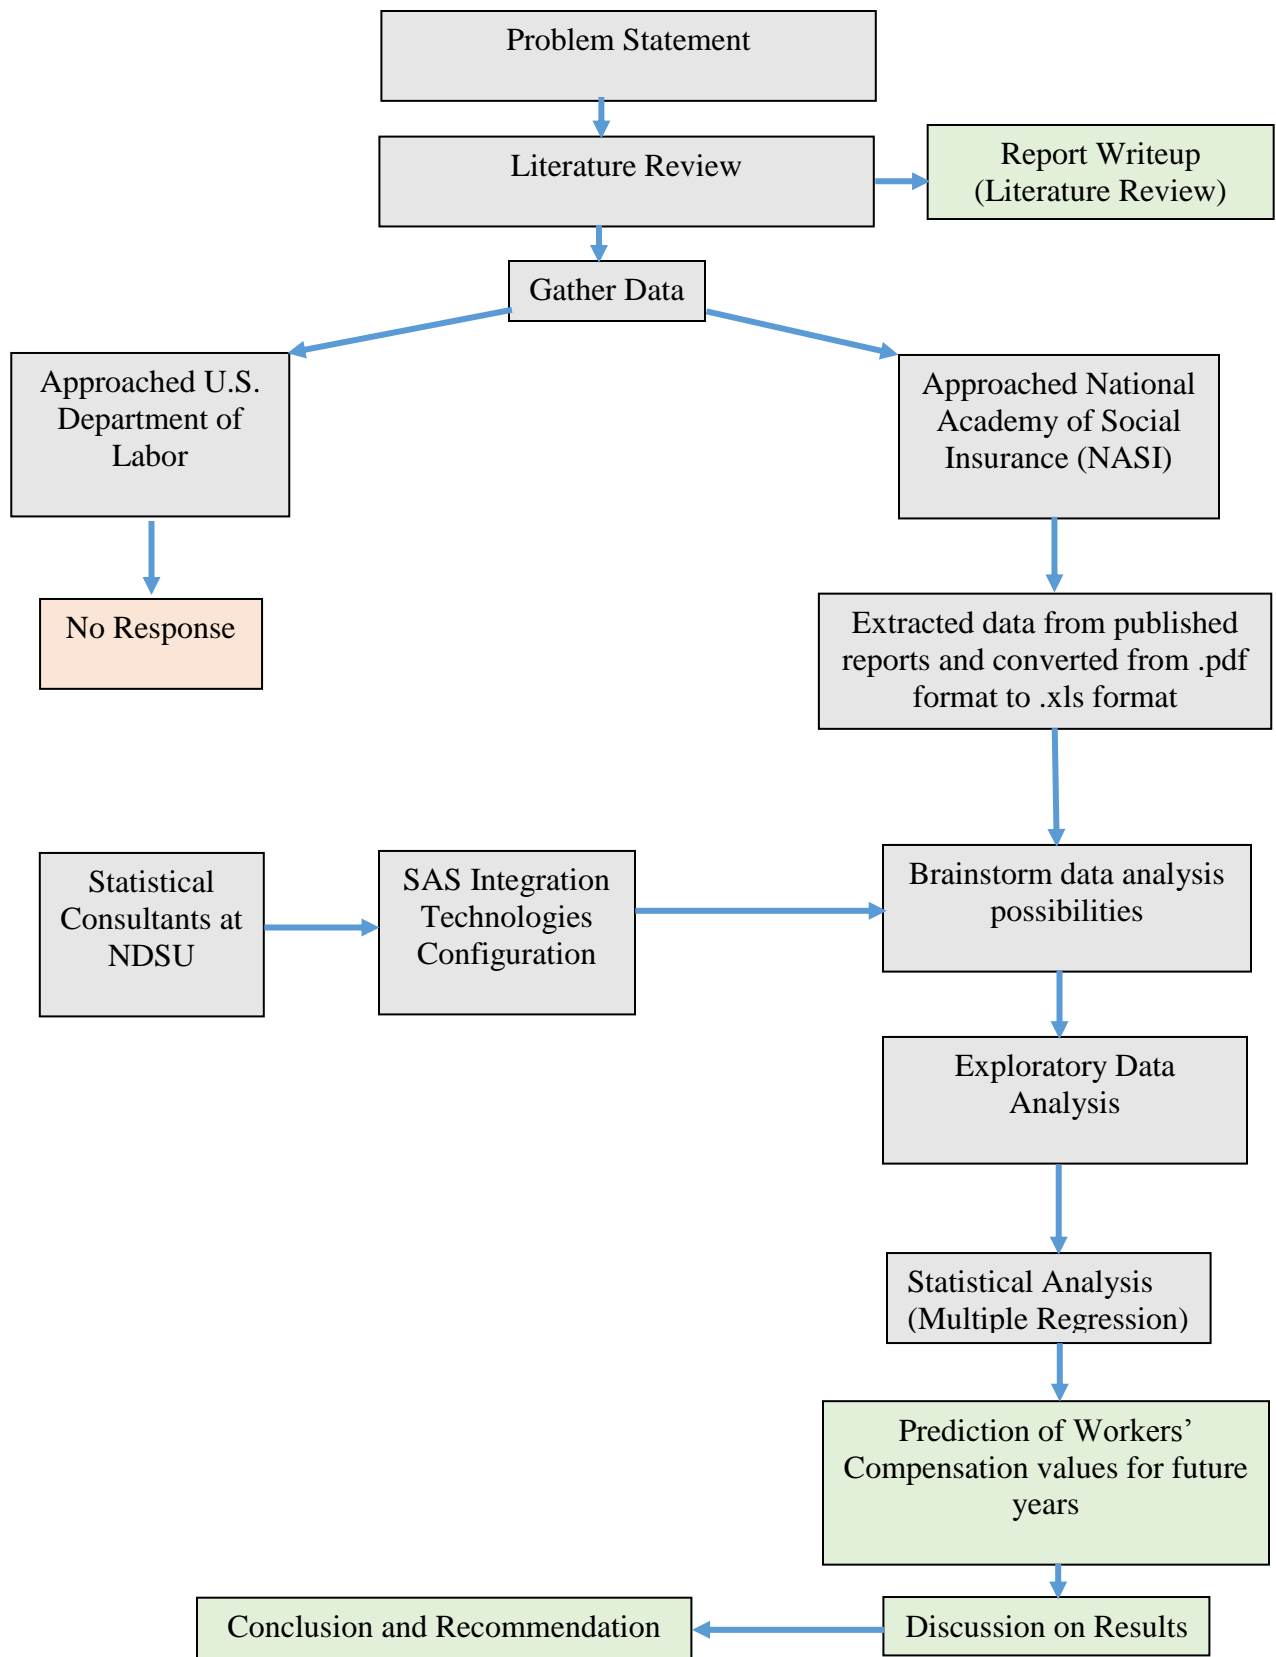 Problem Statement
Literature Review
Report Writeup
(Literature Review)
Gather Data
Approached U.S.
Department of
Labor
Approached National
Academy of Social
Insurance (NASI)
No Response
Extracted data from published
reports and converted from .pdf
format to .xls format
Statistical
Consultants at
NDSU
SAS Integration
Technologies
Configuration
Brainstorm data analysis
possibilities
Exploratory Data
Analysis
Statistical Analysis
(Multiple Regression)
Prediction of Workers’
Compensation values for future
years
Conclusion and Recommendation
Discussion on Results